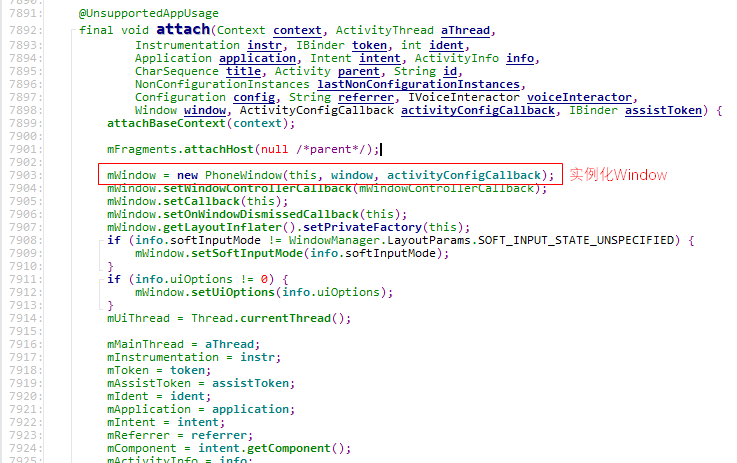 7890:
7891: @UnsupportedAppUsage
7892: final void attach(Context context, ActivityThread aThread,
7893: Instrumentation instr, IBinder token, int ident,
7894: Application application, Intent intent, ActivityInfo info,
7895: CharSequence title, Activity parent, String id,
7896: NonConfigurationInstances lastNonConfigurationInstances,
7897: Configuration config, String referrer, IVoiceInteractor voiceInteractor,
7898: Window window, ActivityConfigCallback activityConfigCallback, IBinder assistToken) {
7899: attachBaseContext(context);
7900:
7901: mFragments.attachHost(null /*parent*/);
7902:
7903: mWindow = new PhoneWindow(this, window, activityConfigCallback); 实例化Window
7904: mWindow.setWindowControllerCallback(mWindowControllerCallback);
7905: mWindow.setCallback(this);
7906: mWindow.setOnWindowDismissedCallback(this);
7907: mWindow.getLayoutInflater().setPrivateFactory(this);
7908: if (info.softInputMode != WindowManager.LayoutParams.SOFT_INPUT_STATE_UNSPECIFIED) {
7909: mWindow.setSoftInputMode(info.softInputMode);
7910: }
7911: if (info.uiOptions != 0) {
7912: mWindow.setUiOptions(info.uiOptions);
7913: }
7914: mUiThread = Thread.currentThread();
7915:
7916: mMainThread = aThread;
7917: mInstrumentation = instr;
7918: mToken = token;
7919: mAssistToken = assistToken;
7920: mIdent = ident;
7921: mApplication = application;
7922: mIntent = intent;
7923: mReferrer = referrer;
7924: mComponent = intent.getComponent();
7925: mActivityInfo = info;